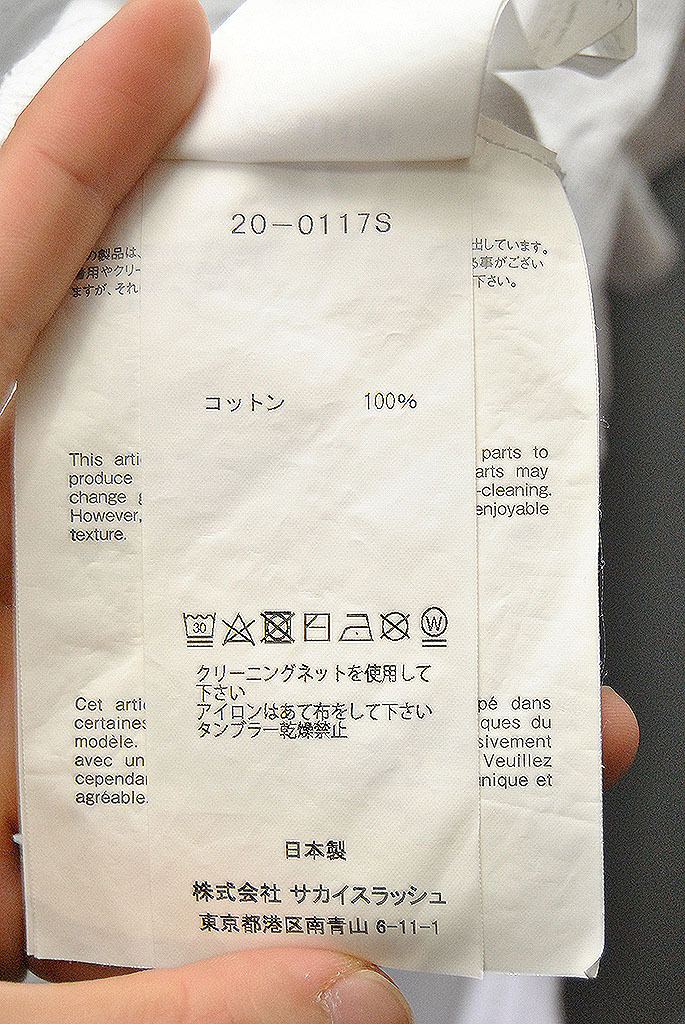 20-0117S
の製品は、
着用やクリー
ますが、それ
出しています。
る事がござい
下さい。
コットン 100%
This arti
produce
change
However,
texture.
parts to
arts may
-cleaning.
enjoyable
30 W
クリーニングネットを使用して
下さい
アイロンはあて布をして下さい
タンブラー乾燥禁止
Cet arti
certaines
modèle.
avec un
cependa
agréable.
pé dans
ques du
sivement
Veuillez
nique et
日本製
株式会社 サカイスラッシュ
東京都港区南青山 6-11-1